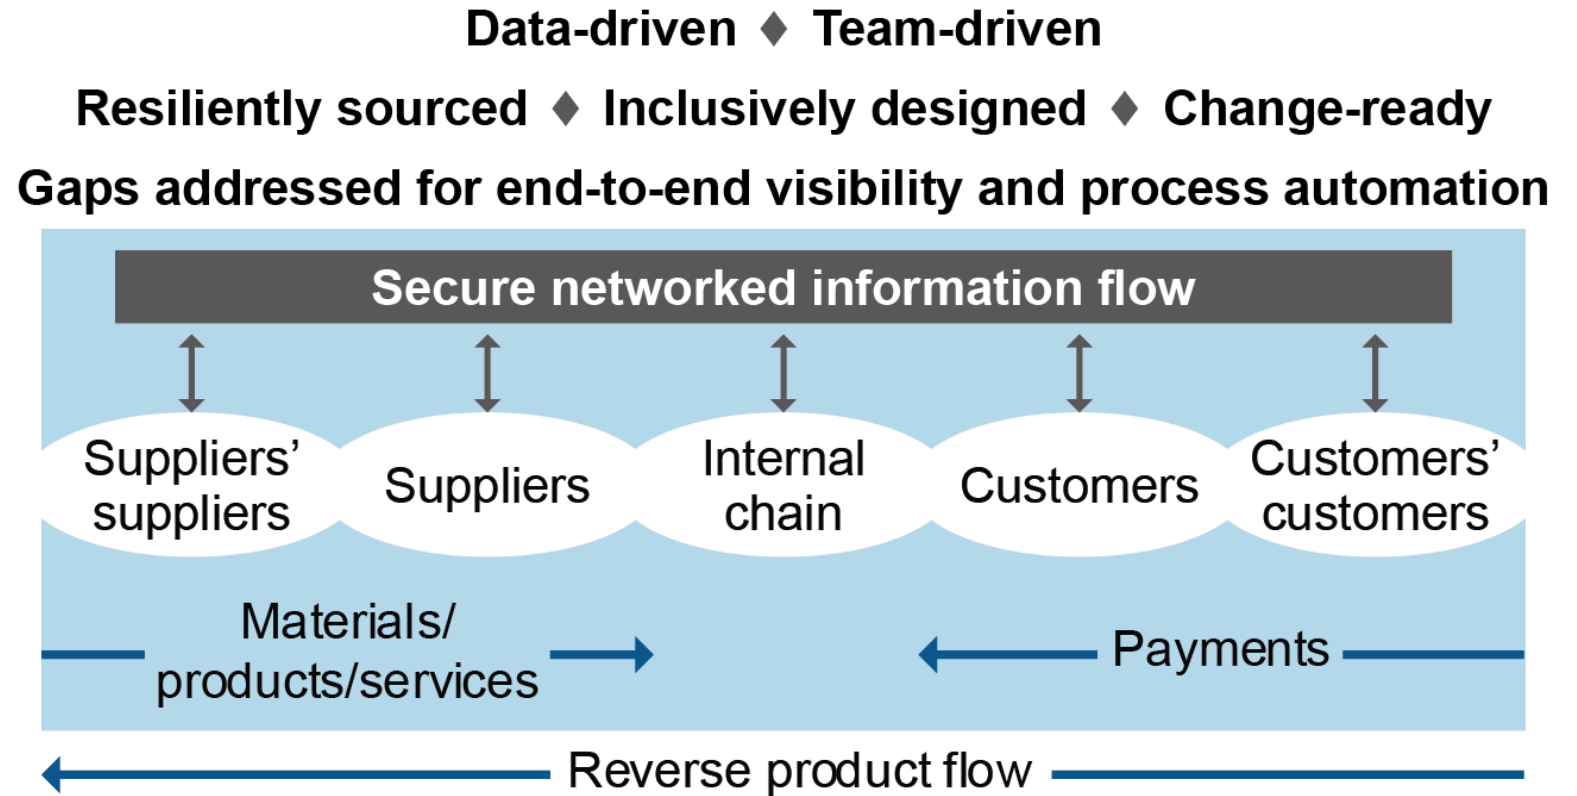 Data-driven ♦ Team-driven
Resiliently sourced ♦ Inclusively designed ♦ Change-ready
Gaps addressed for end-to-end visibility and process automation
Secure networked information flow
Suppliers’
suppliers
Suppliers
Internal
chain
Customers
Customers’
customers
Materials/
products/services
Payments
Reverse product flow